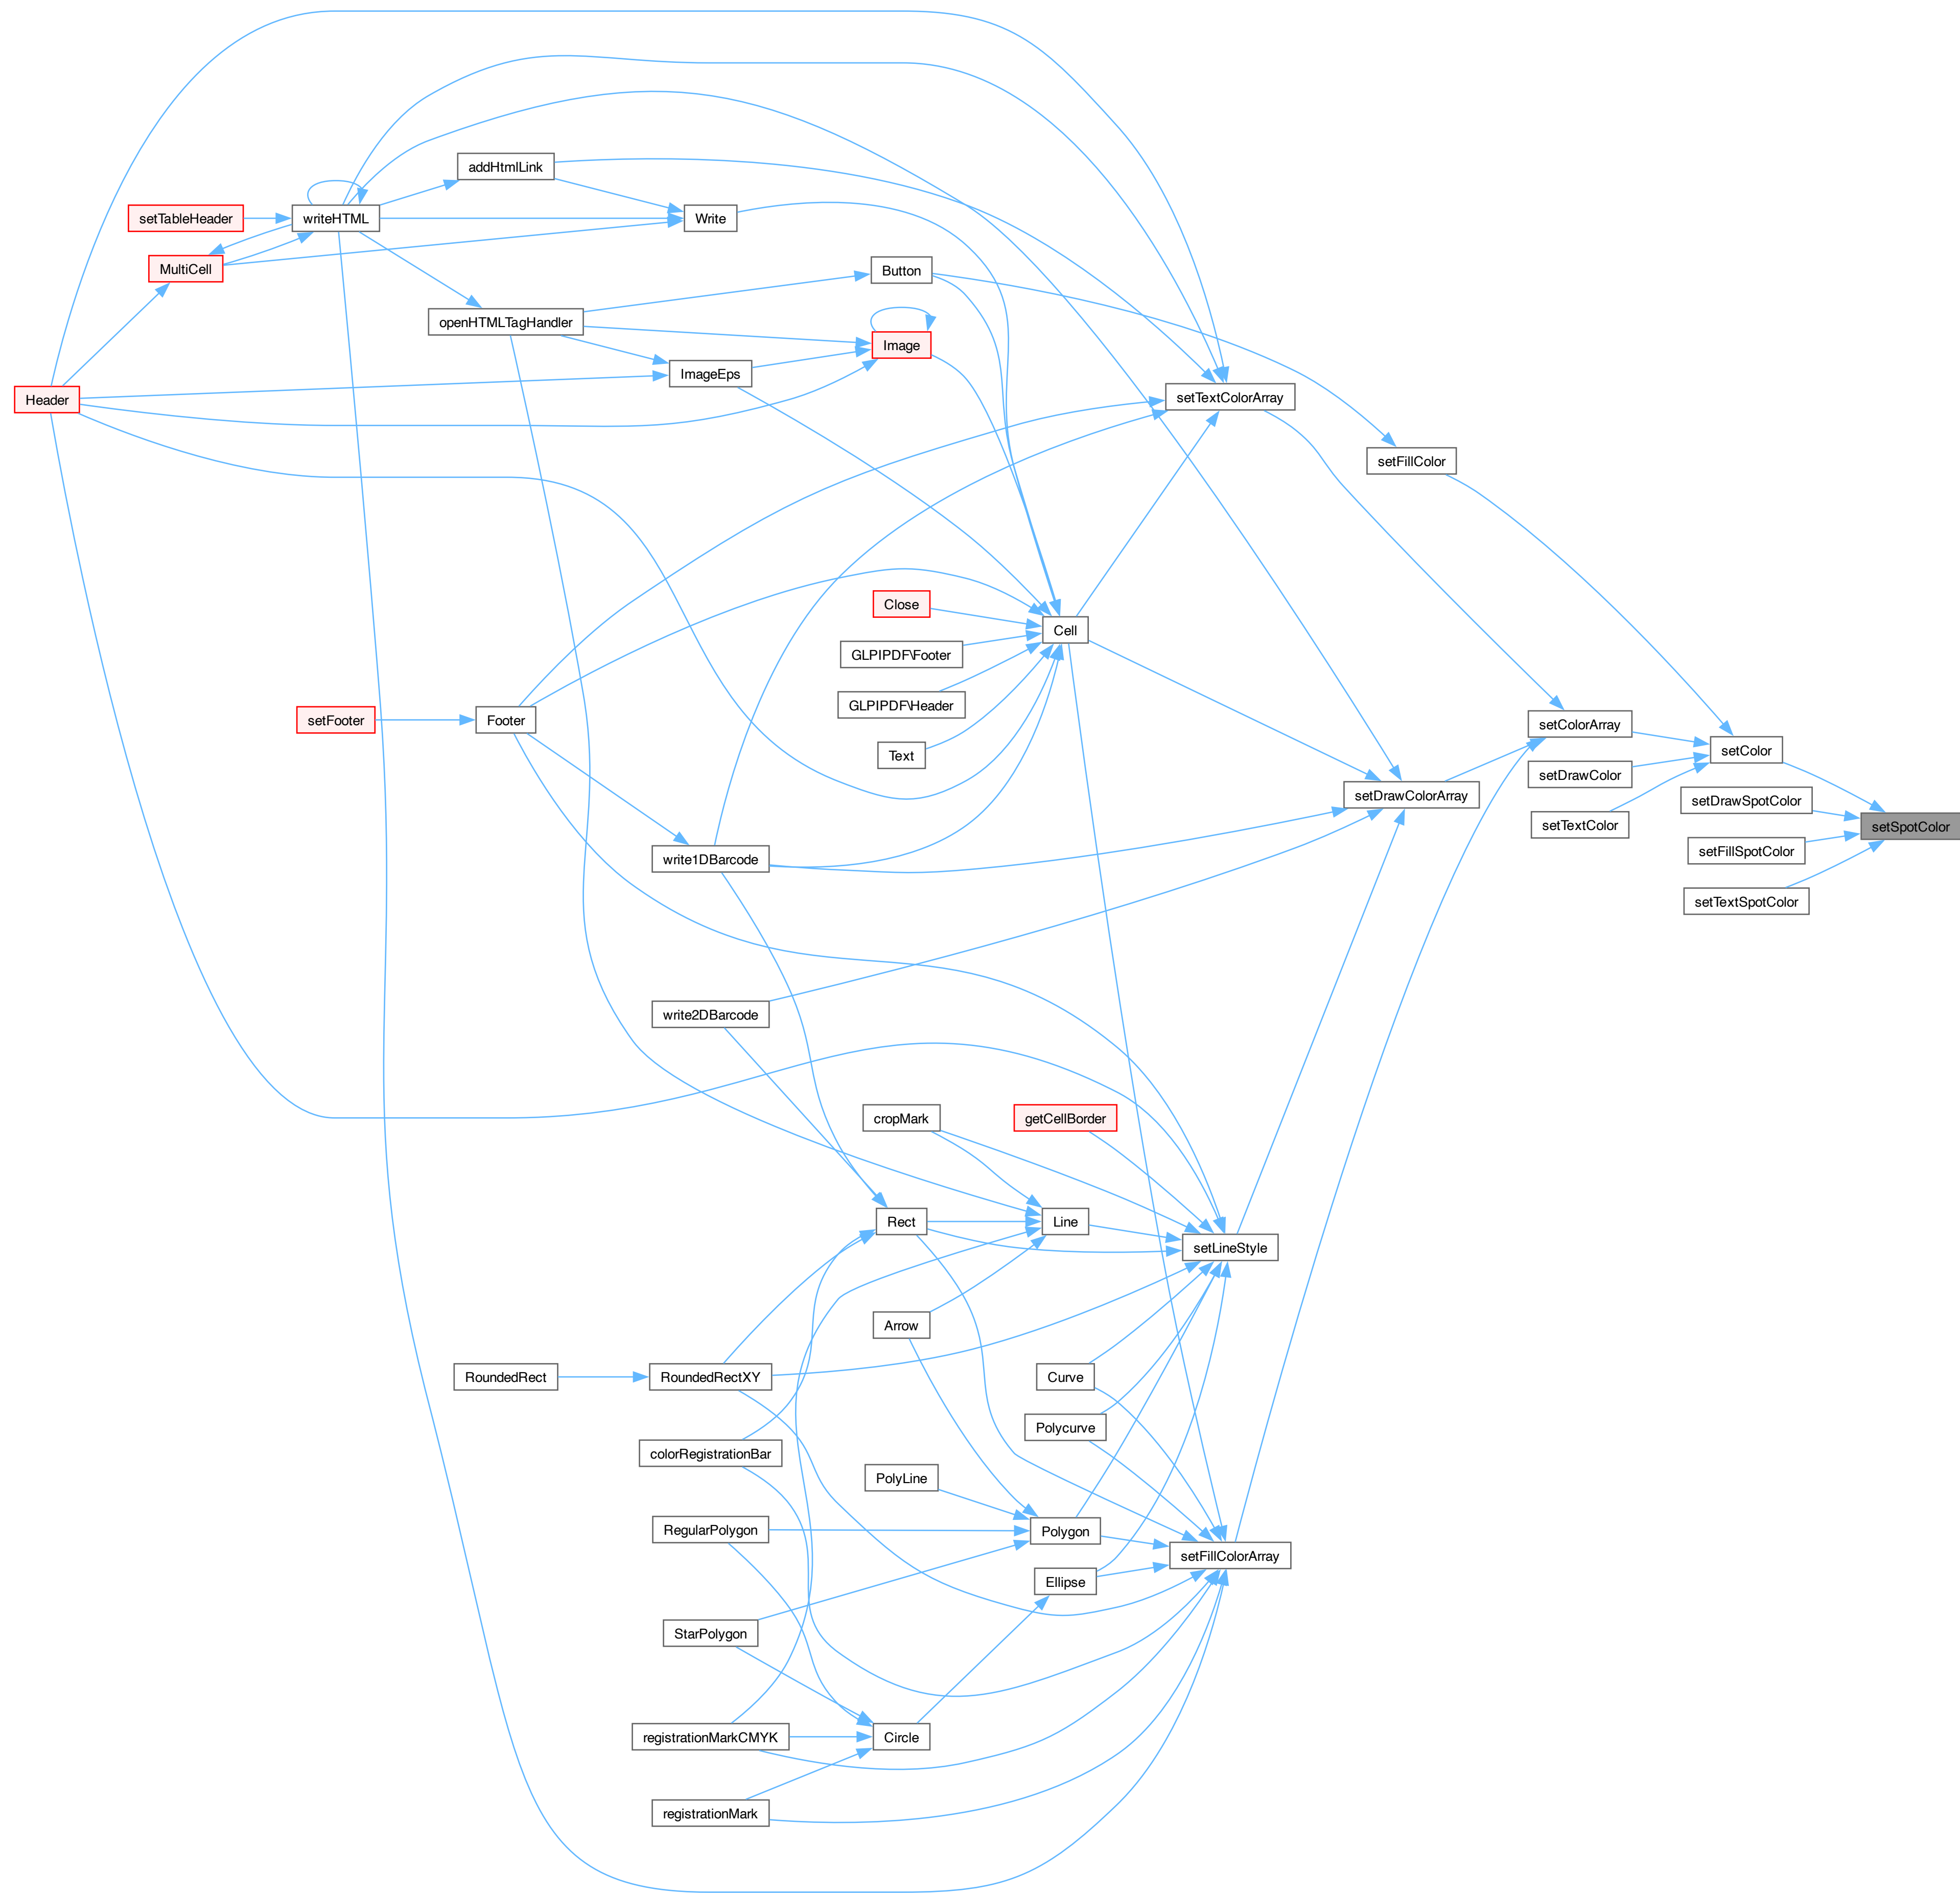 addHtmlLink
setTableHeader
writeHTML
Write
MultiCell
Button
openHTMLTagHandler
Image
ImageEps
Header
setTextColorArray
setFillColor
Close
Cell
GLPIPDF\Footer
GLPIPDF\Header
setFooter
Footer
Text
setColorArray
setColor
setDrawColor
setDrawColorArray
setDrawSpotColor
setTextColor
setSpotColor
setFillSpotColor
write1DBarcode
setTextSpotColor
write2DBarcode
cropMark
getCellBorder
Rect
Line
setLineStyle
Arrow
RoundedRect
RoundedRectXY
Curve
Polycurve
colorRegistrationBar
PolyLine
RegularPolygon
Polygon
setFillColorArray
Ellipse
StarPolygon
registrationMarkCMYK
Circle
registrationMark